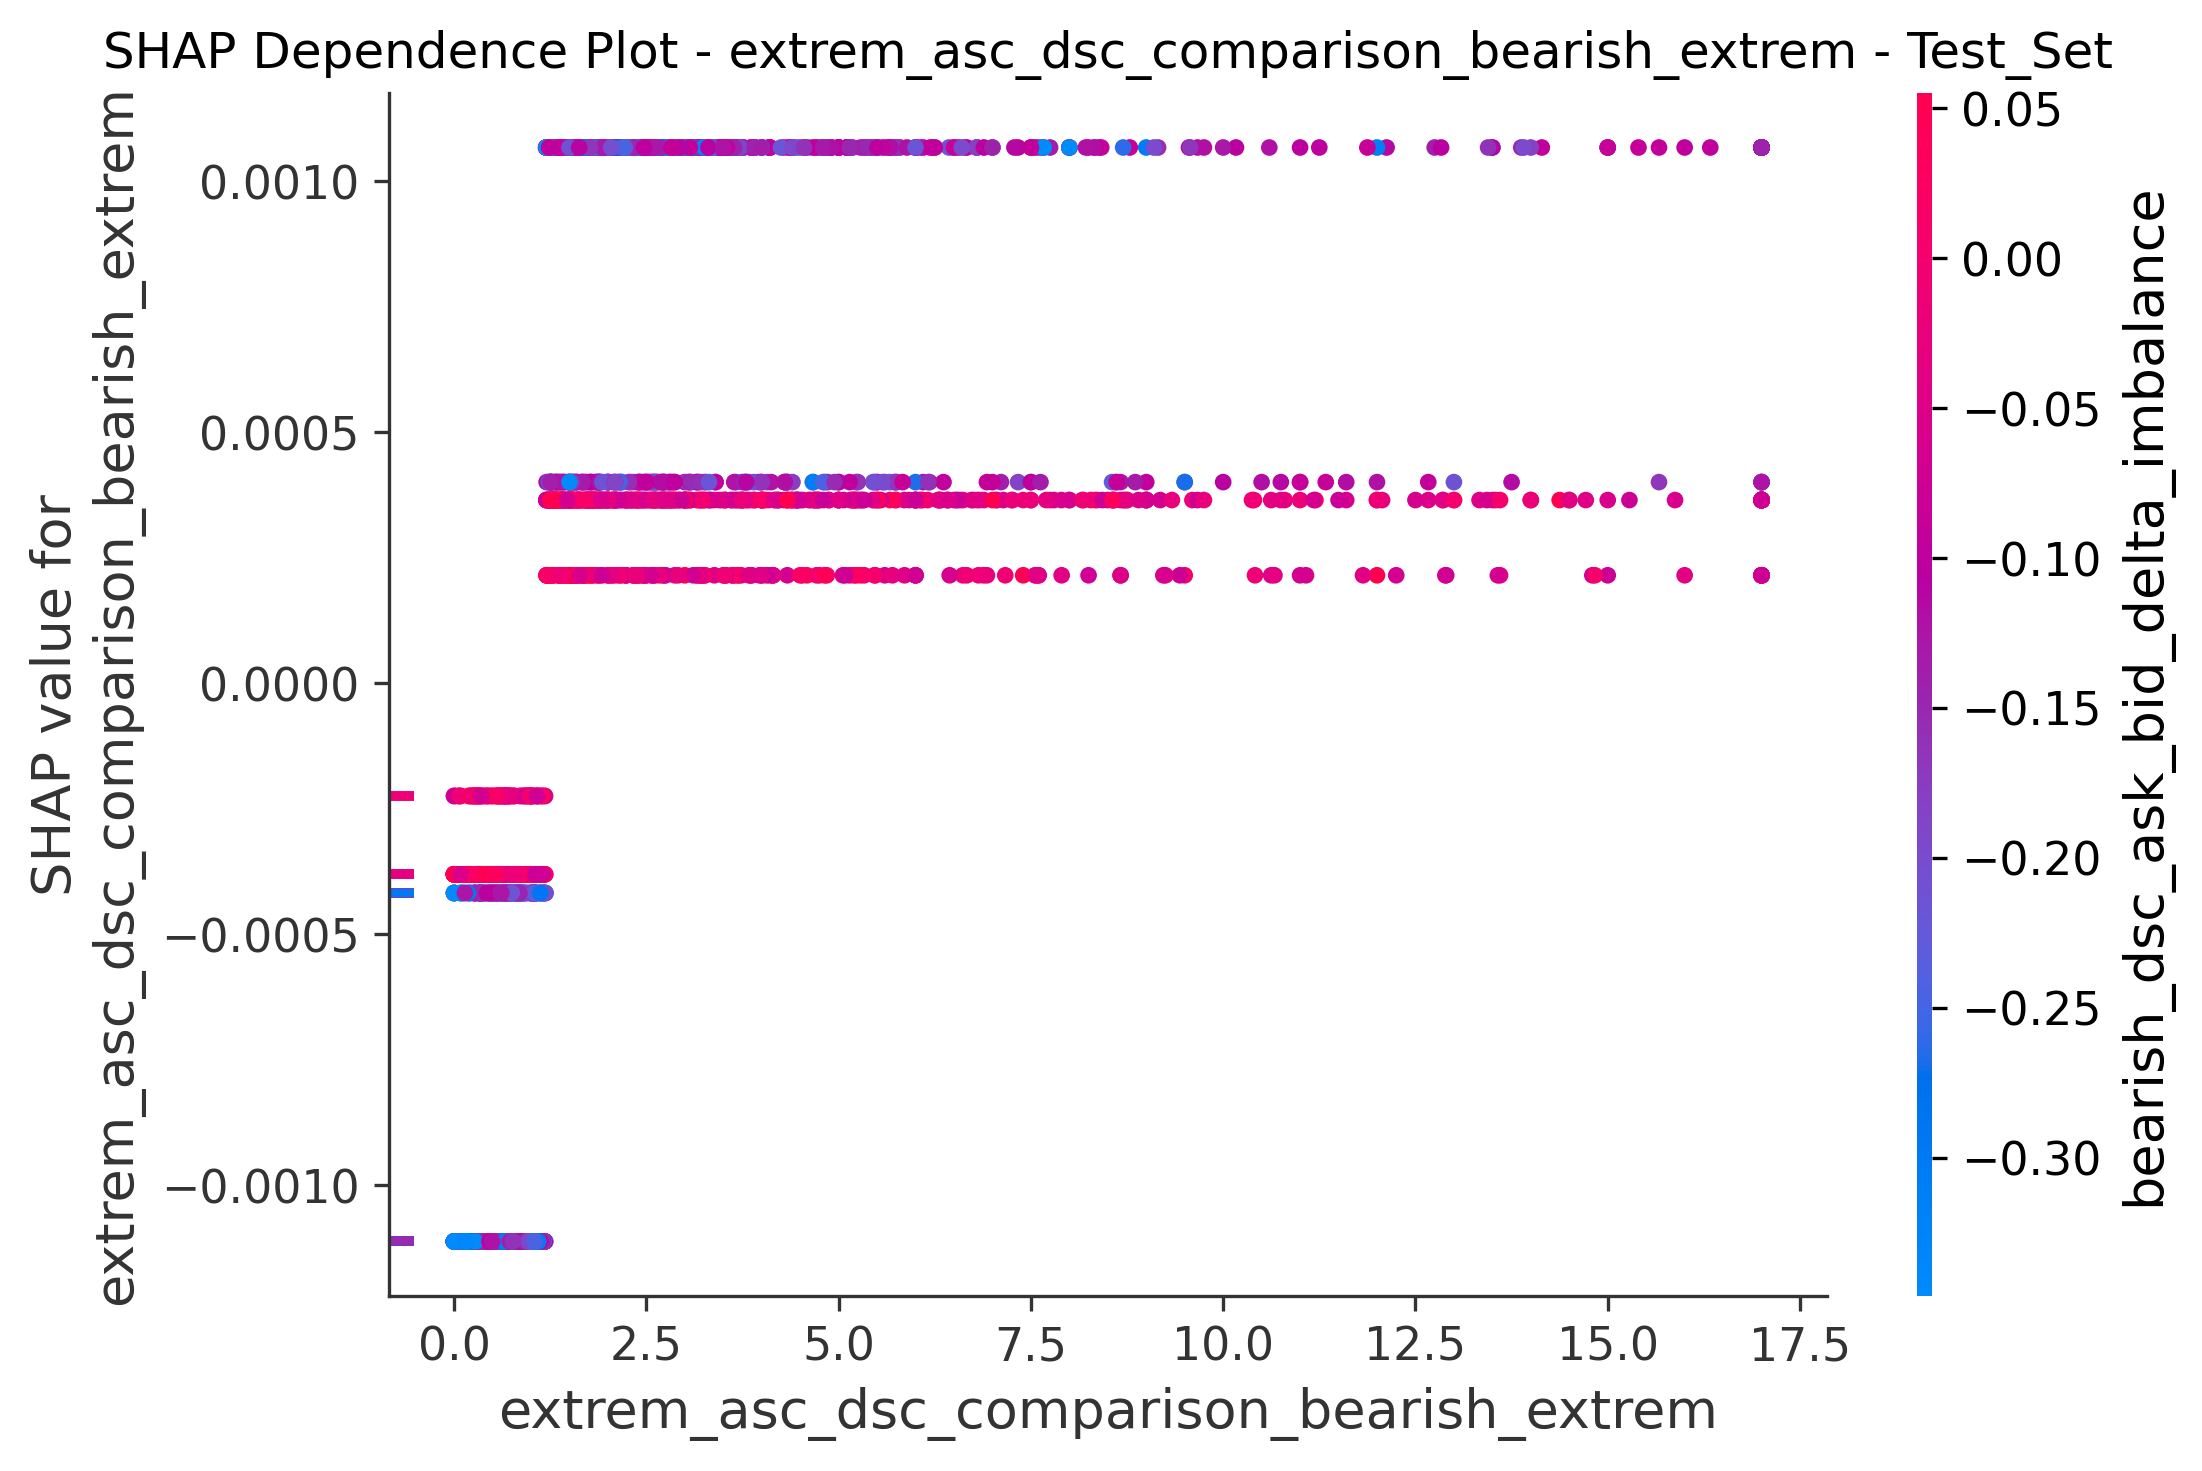 SHAP Dependence Plot - extrem_asc_dsc_comparison_bearish_extrem - Test_Set
SHAP value for
extrem_asc_dsc_comparison_bearish_extrem
0.0010
0.0005
0.0000
−0.0005
−0.0010
0.0 2.5 5.0 7.5 10.0 12.5 15.0 17.5
extrem_asc_dsc_comparison_bearish_extrem
0.05
0.00
−0.05
−0.10
−0.15
−0.20
−0.25
−0.30
bearish_dsc_ask_bid_delta_imbalance